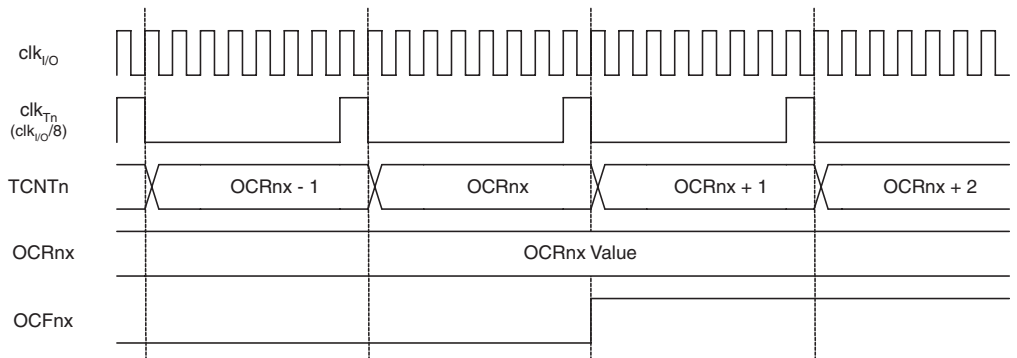 clkI/O
clkTn
(clkI/O/8)
TCNTn
OCRnx - 1
OCRnx
OCRnx + 1
OCRnx + 2
OCRnx
OCRnx Value
OCFnx